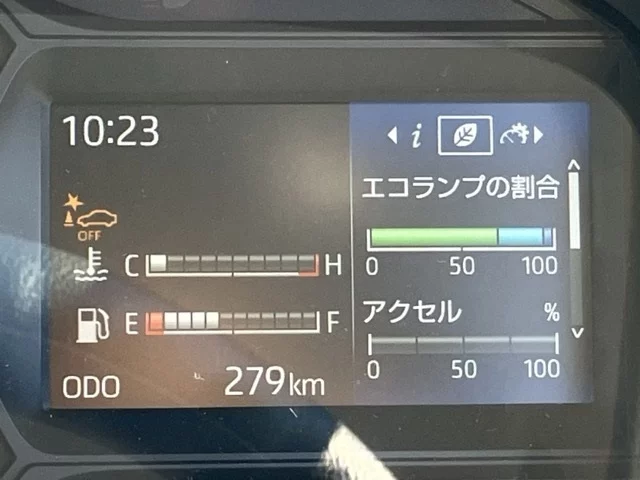 10:23
i
OFF
C H
E F
ODO 279km
エコランプの割合
0 50 100
アクセル %
0 50 100